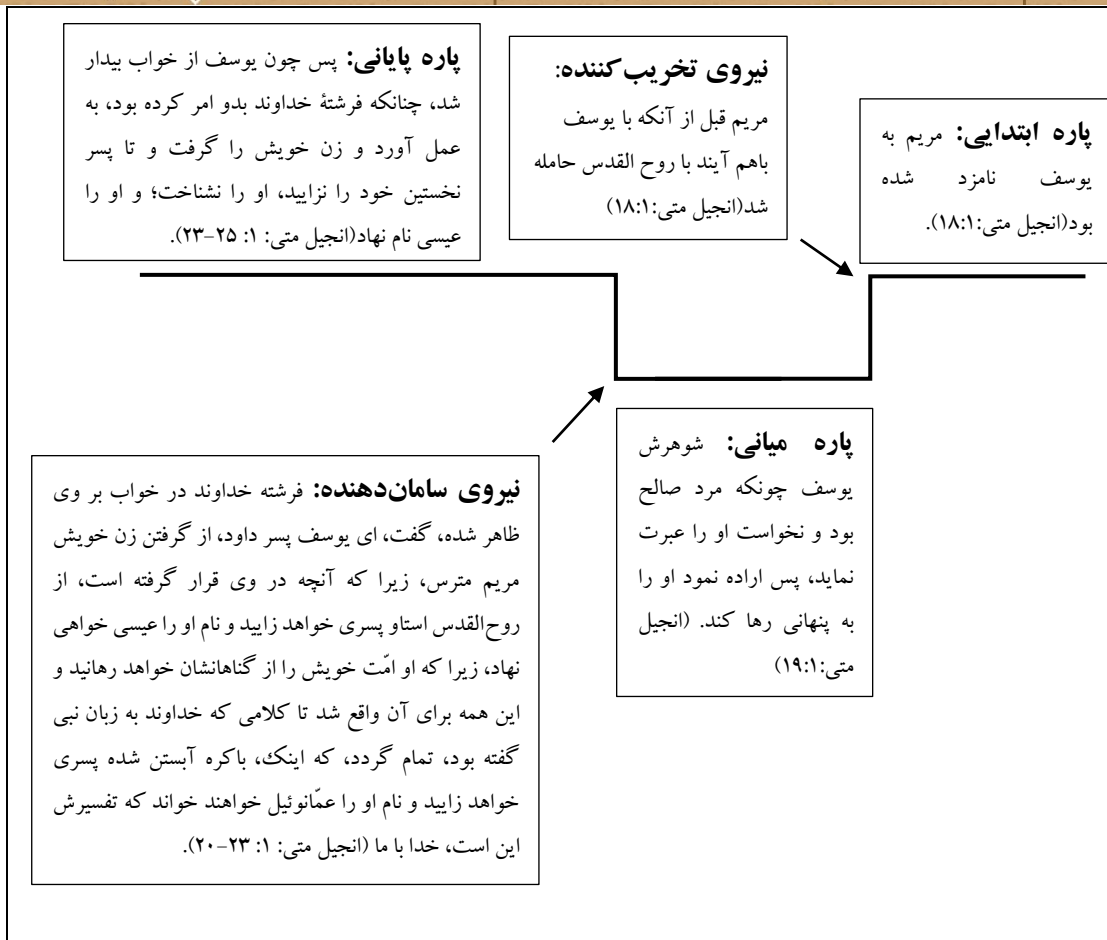 پاره ابتدایی: مریم به
یوسف نامزد شده
بود(انجیل متی:۱۸:۱).
نیروی تخریب‌کننده:
مریم قبل از آنکه با یوسف
باهم آیند با روح القدس حامله
شد(انجیل متی:۱۸:۱)
پاره میانی: شوهرش
یوسف چونکه مرد صالح
بود و نخواست او را عبرت
نماید، پس اراده نمود او را
به پنهانی رها کند. (انجیل
متی:۱۹:۱)
نیروی سامان‌دهنده: فرشته خداوند در خواب بر وی
ظاهر شده، گفت، ای یوسف پسر داود، از گرفتن زن خویش
مریم مترس، زیرا که آنچه در وی قرار گرفته است، از
روح‌القدس استاو پسری خواهد زایید و نام او را عیسی خواهی
نهاد، زیرا که او امّت خویش را از گناهانشان خواهد رهانید و
این همه برای آن واقع شد تا کلامی که خداوند به زبان نبی
گفته بود، تمام گردد، که اینک، باکره آبستن شده پسری
خواهد زایید و نام او را عمّانوئیل خواهند خواند که تفسیرش
این است، خدا با ما (انجیل متی: ۱: ۲۳-۲۰).
پاره پایانی: پس چون یوسف از خواب بیدار
شد، چنانکه فرشتهٔ خداوند بدو امر کرده بود، به
عمل آورد و زن خویش را گرفت و تا پسر
نخستین خود را نزایید، او را نشناخت؛ و او را
عیسی نام نهاد(انجیل متی: ۱: ۲۵-۲۳).